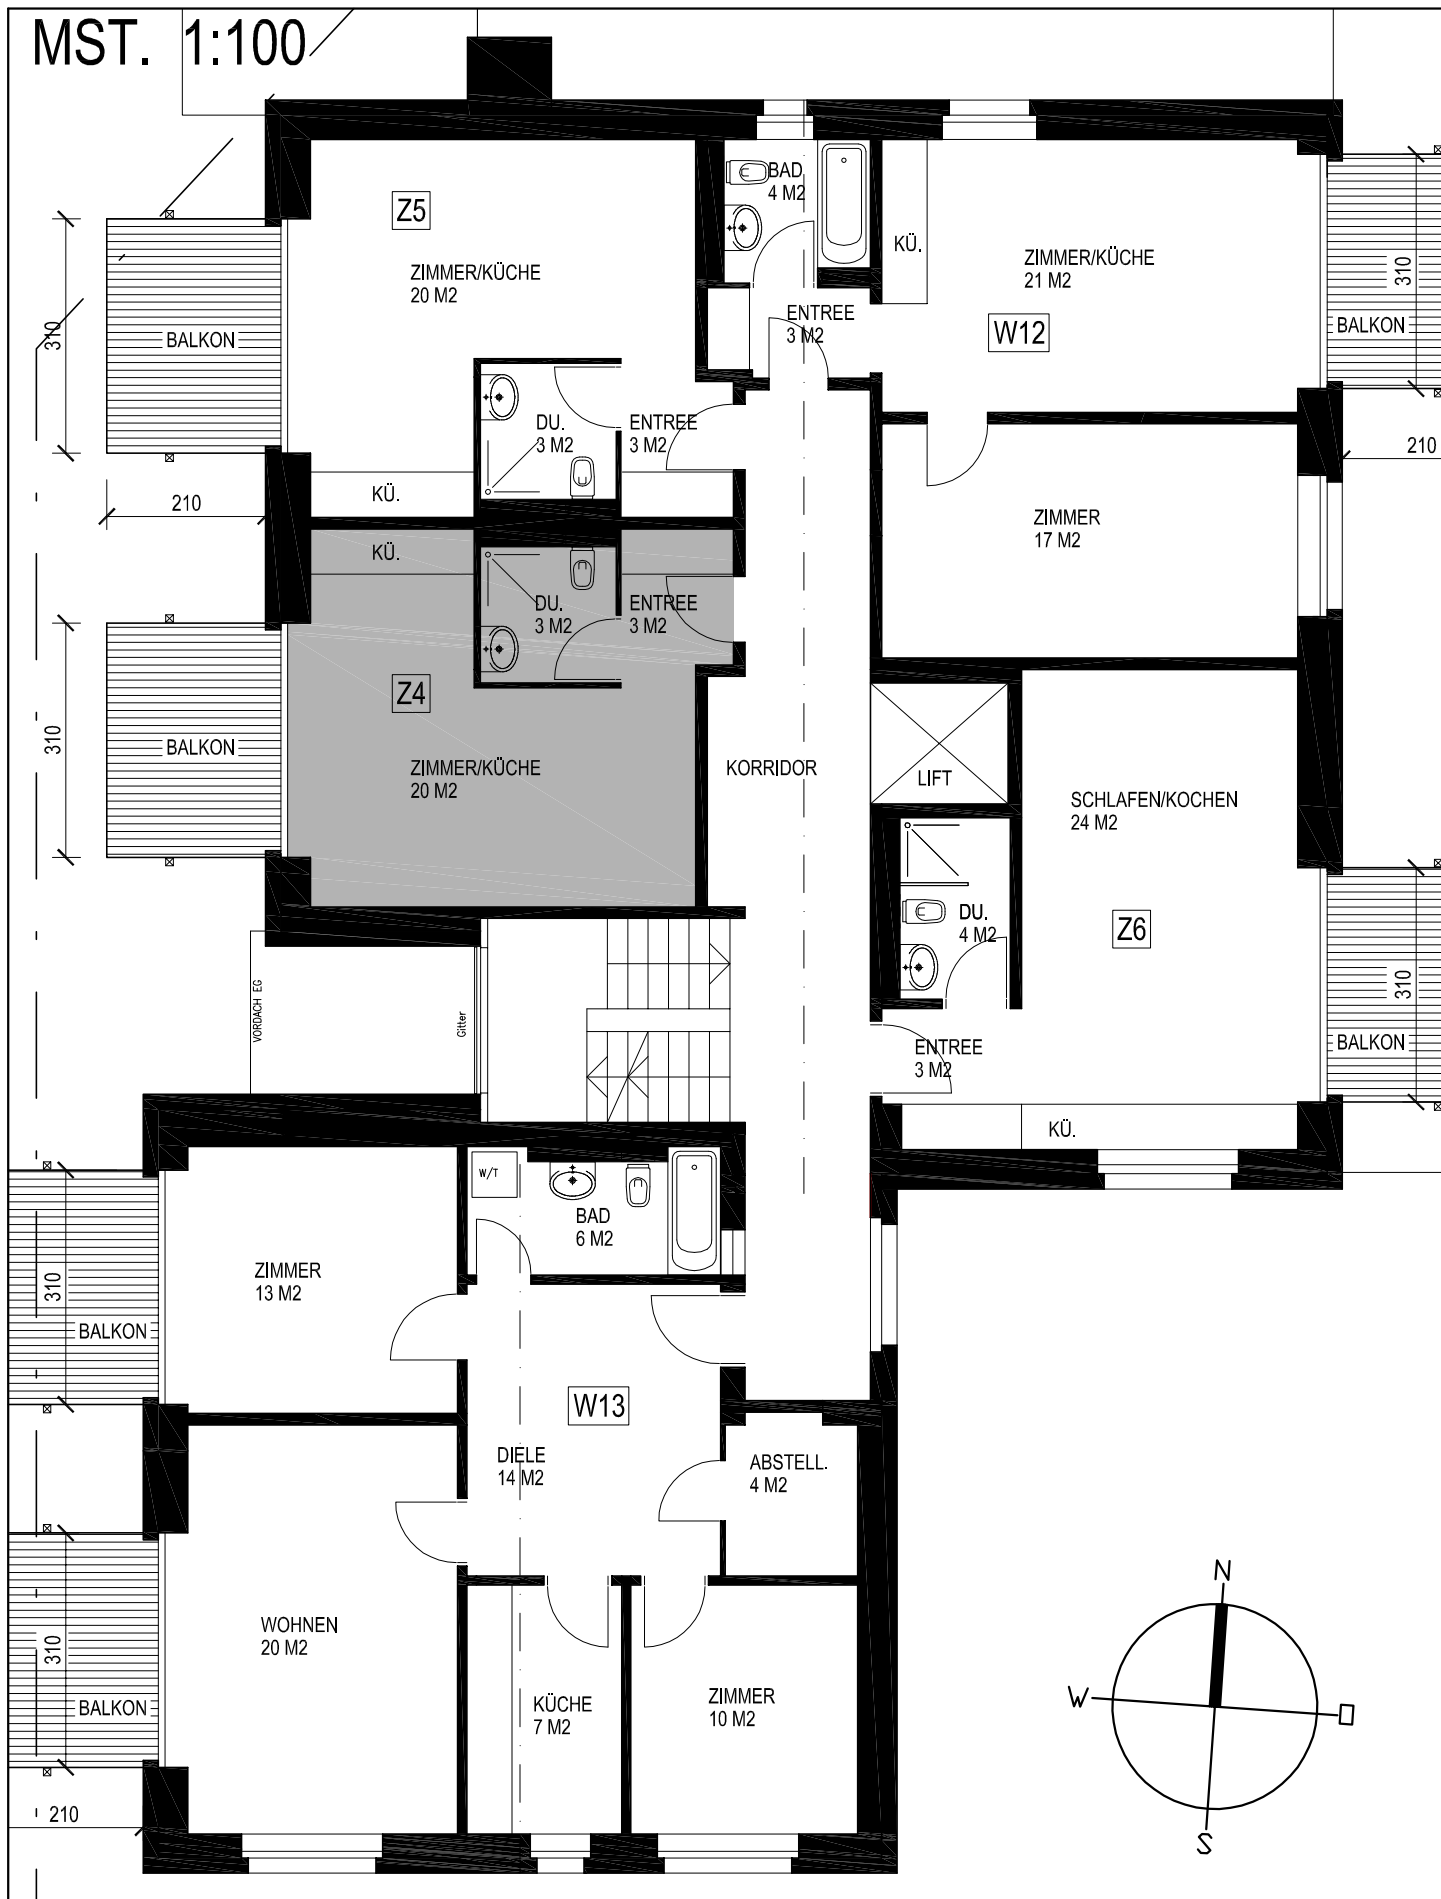 MST. 1:100
Z5
ZIMMER/KÜCHE
20 M2
BAD
4 M2
KÜ.
ZIMMER/KÜCHE
21 M2
W12
ENTREE
3 M2
310
BALKON
310
BALKON
DU.
3 M2
ENTREE
3 M2
210
KÜ.
210
ZIMMER
17 M2
KÜ.
DU.
3 M2
ENTREE
3 M2
Z4
310
BALKON
ZIMMER/KÜCHE
20 M2
KORRIDOR
LIFT
SCHLAFEN/KOCHEN
24 M2
DU.
4 M2
Z6
VORDACH EG
Gitter
310
BALKON
ENTREE
3 M2
KÜ.
W/T
BAD
6 M2
ZIMMER
13 M2
310
BALKON
W13
DIELE
14 M2
ABSTELL.
4 M2
WOHNEN
20 M2
310
BALKON
KÜCHE
7 M2
ZIMMER
10 M2
210
N
W
S